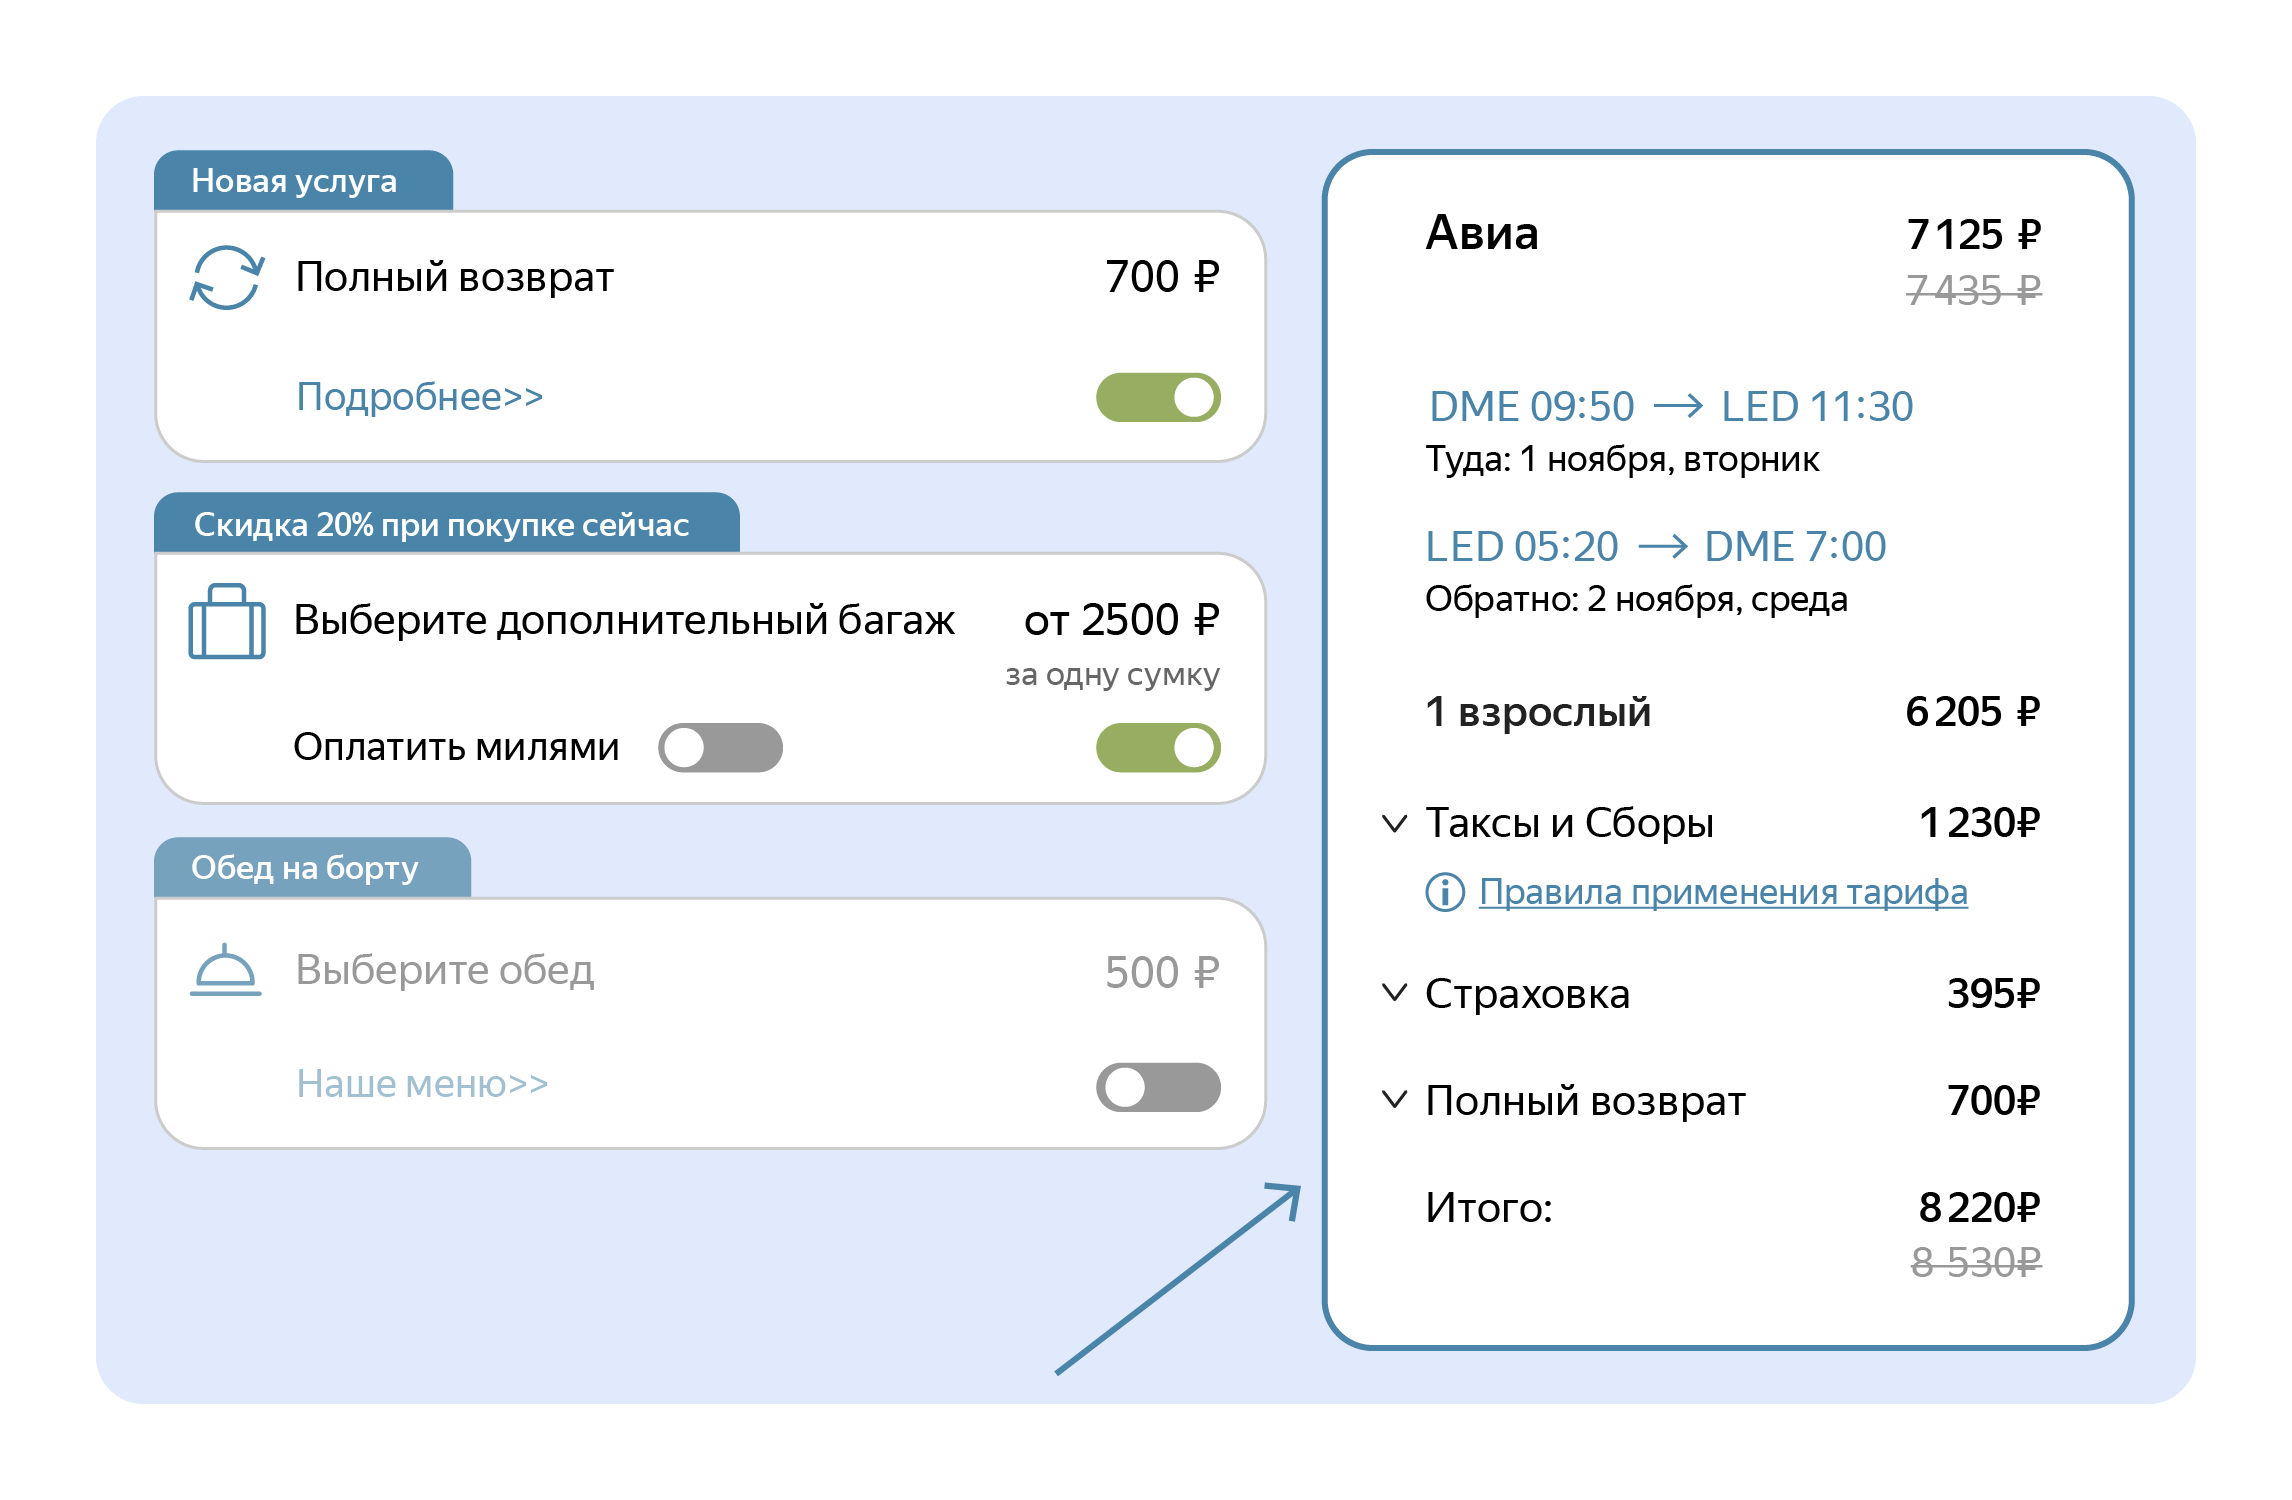 Новая услуга
Полный возврат 700 ₽
Подробнее>>
Скидка 20% при покупке сейчас
Выберите дополнительный багаж от 2500 ₽
за одну сумку
Оплатить милями
Обед на борту
Выберите обед 500 ₽
Наше меню>>
Авиа 7 125 ₽
7 435 ₽
DME 09:50 → LED 11:30
Туда: 1 ноября, вторник
LED 05:20 → DME 7:00
Обратно: 2 ноября, среда
1 взрослый 6 205 ₽
Таксы и Сборы 1 230₽
Правила применения тарифа
Страховка 395₽
Полный возврат 700₽
Итого: 8 220₽
8 530₽